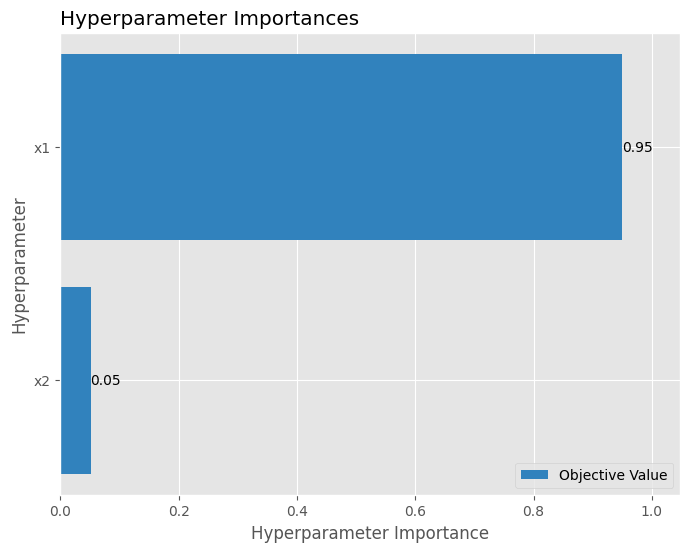 Hyperparameter Importances
Hyperparameter
x1
0.95
x2
0.05
Objective Value
0.0 0.2 0.4 0.6 0.8 1.0
Hyperparameter Importance